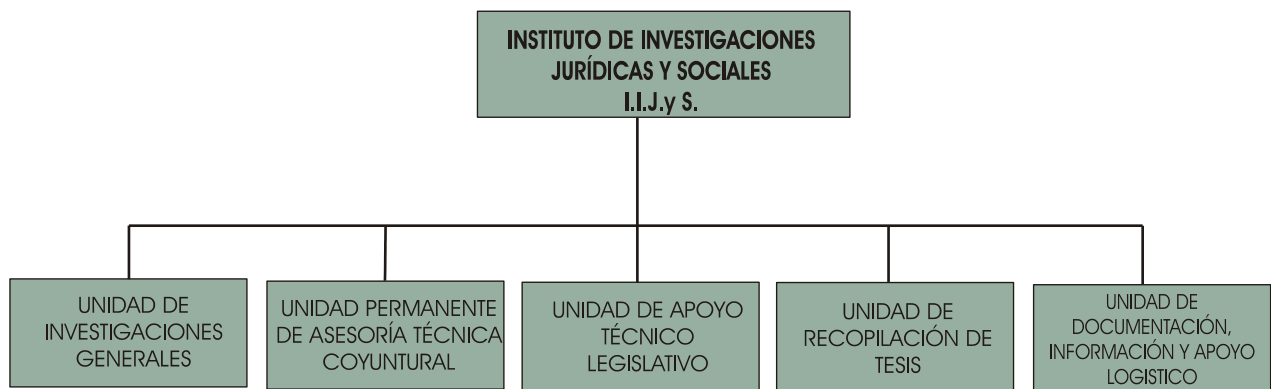 INSTITUTO DE INVESTIGACIONES
JURÍDICAS Y SOCIALES
I.I.J.y S.
UNIDAD DE
INVESTIGACIONES
GENERALES
UNIDAD PERMANENTE
DE ASESORÍA TÉCNICA
COYUNTURAL
UNIDAD DE APOYO
TÉCNICO
LEGISLATIVO
UNIDAD DE
RECOPILACIÓN DE
TESIS
UNIDAD DE
DOCUMENTACIÓN,
INFORMACIÓN Y APOYO
LOGISTICO